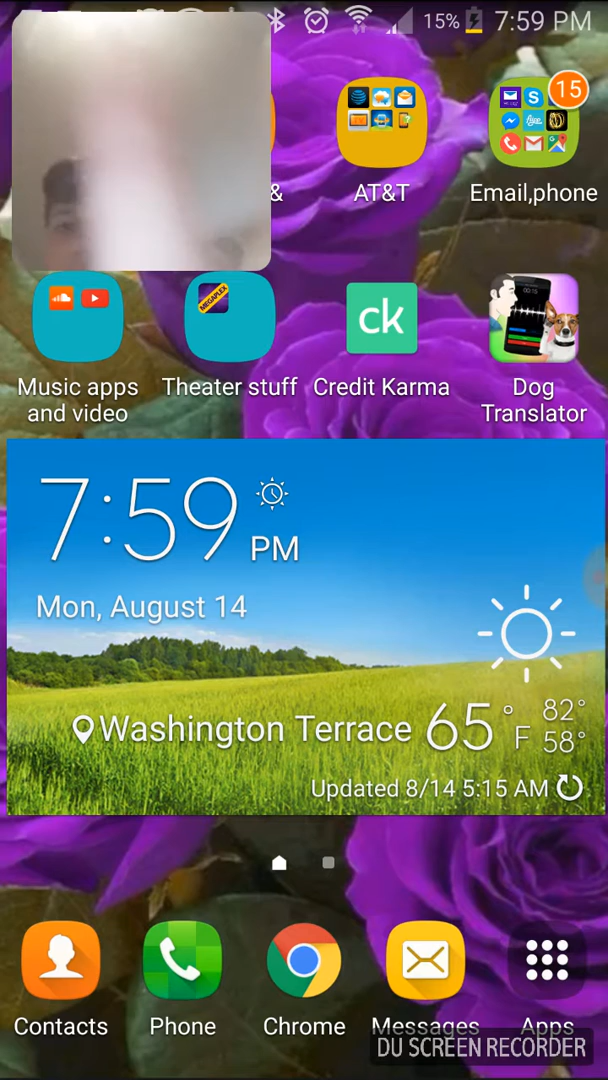 15% 7:59 PM
15
& AT&T Email,phone
MEGAPLEX
ck
Music apps and video
Theater stuff
Credit Karma
Dog Translator
7:59 PM
Mon, August 14
Washington Terrace 65°F 82° 58°
Updated 8/14 5:15 AM
Contacts Phone Chrome Messages Apps
DU SCREEN RECORDER